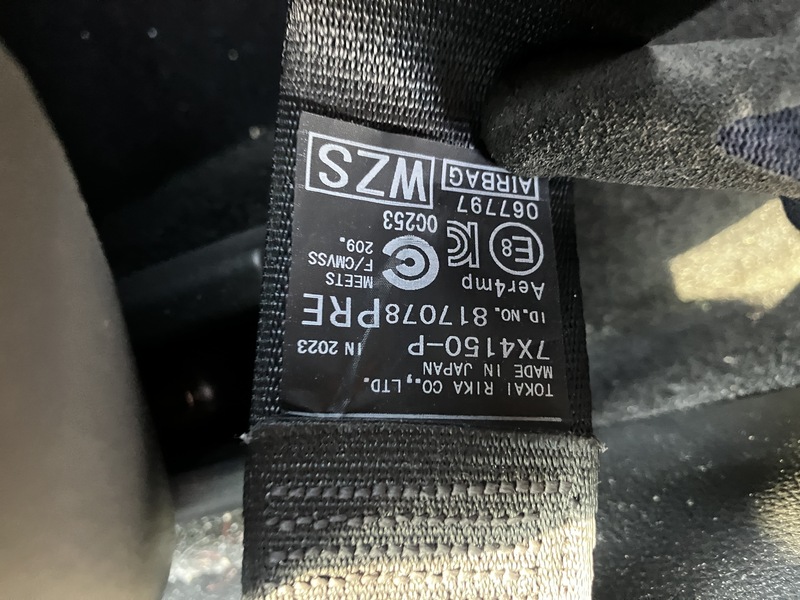 TOKAI RIKA CO., LTD.
MADE IN JAPAN
7X4150-P IN 2023
ID.NO. 817078PRE
Aer4mp MEETS
F/CMVSS
209.
E8
067797 0C253
AIRBAG WZS